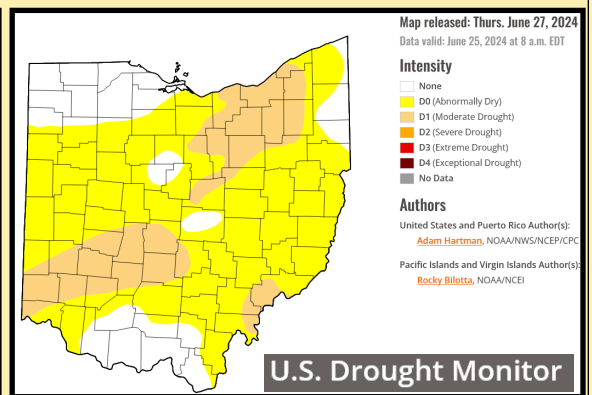 Map released: Thurs. June 27, 2024
Data valid: June 25, 2024 at 8 a.m. EDT
Intensity
None
D0 (Abnormally Dry)
D1 (Moderate Drought)
D2 (Severe Drought)
D3 (Extreme Drought)
D4 (Exceptional Drought)
No Data
Authors
United States and Puerto Rico Author(s):
Adam Hartman, NOAA/NWS/NCEP/CPC
Pacific Islands and Virgin Islands Author(s):
Rocky Bilotta, NOAA/NCEI
U.S. Drought Monitor